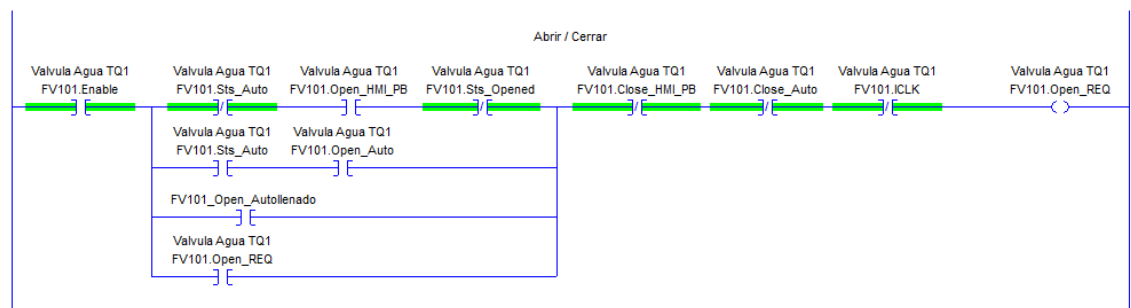 Abrir / Cerrar
Valvula Agua TQ1 Valvula Agua TQ1 Valvula Agua TQ1 Valvula Agua TQ1 Valvula Agua TQ1 Valvula Agua TQ1 Valvula Agua TQ1 Valvula Agua TQ1
FV101.Enable FV101.Sts_Auto FV101.Open_HMI_PB FV101.Sts_Opened FV101.Close_HMI_PB FV101.Close_Auto FV101.ICLK FV101.Open_REQ
Valvula Agua TQ1 Valvula Agua TQ1
FV101.Sts_Auto FV101.Open_Auto
FV101_Open_Autollenado
Valvula Agua TQ1
FV101.Open_REQ